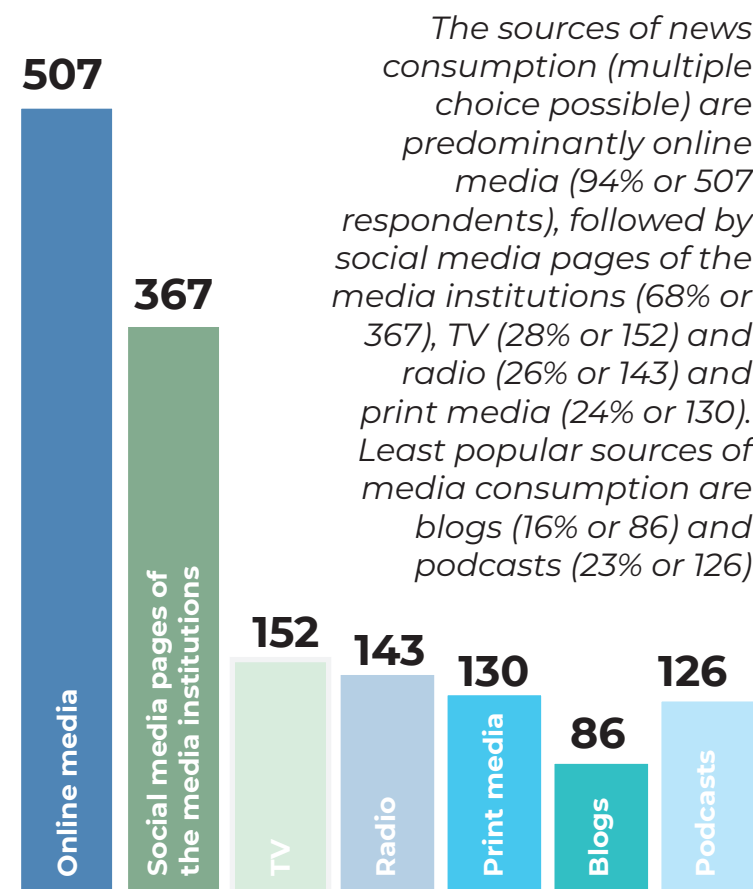 The sources of news
consumption (multiple
choice possible) are
predominantly online
media (94% or 507
respondents), followed by
social media pages of the
media institutions (68% or
367), TV (28% or 152) and
radio (26% or 143) and
print media (24% or 130).
Least popular sources of
media consumption are
blogs (16% or 86) and
podcasts (23% or 126)
507
Online media
367
Social media pages of
the media institutions
152
TV
143
Radio
130
Print media
86
Blogs
126
Podcasts